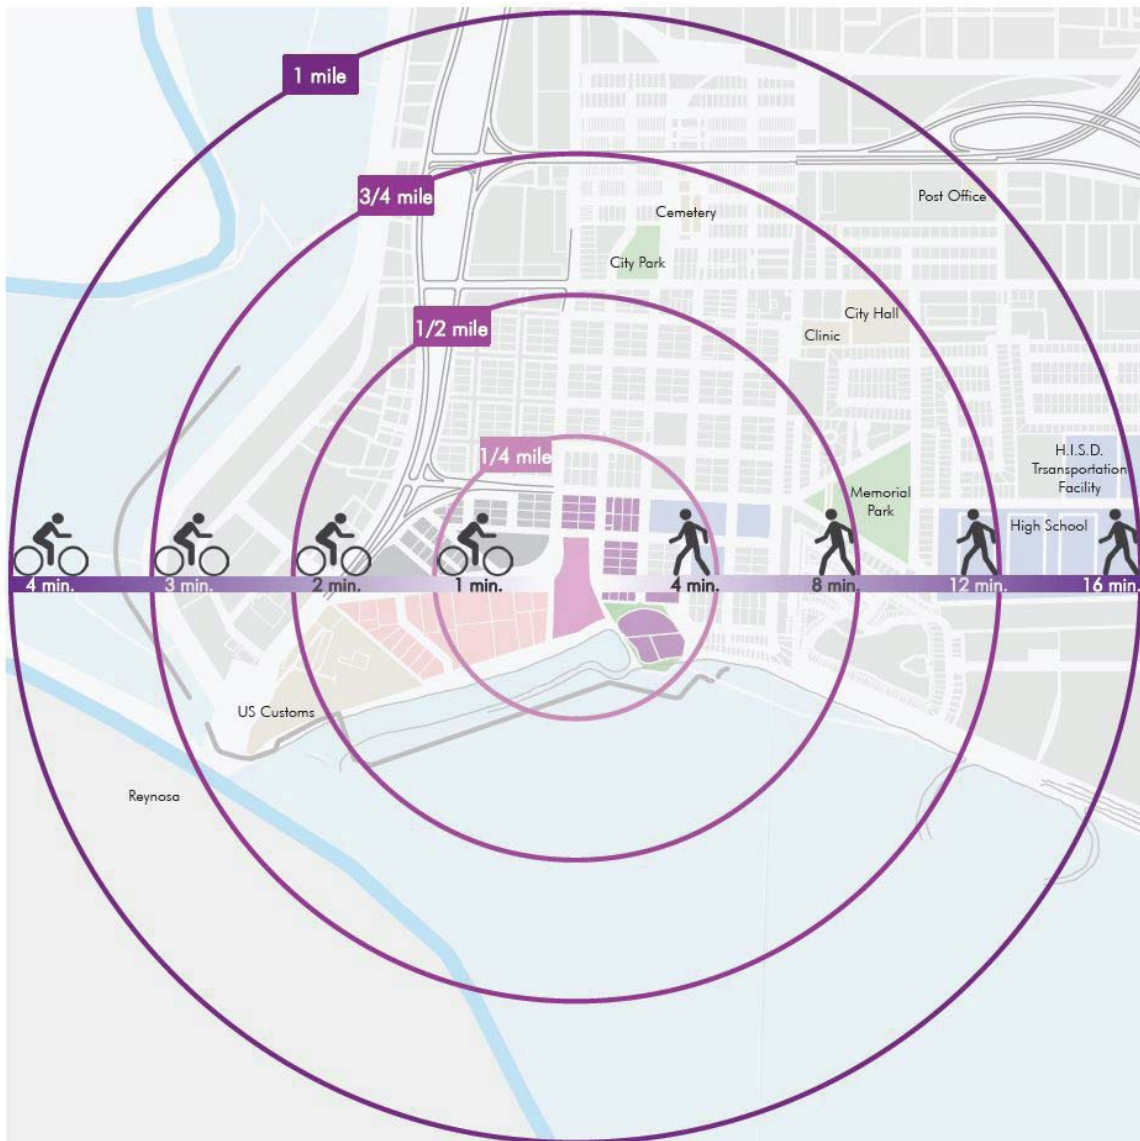 1 mile
3/4 mile
Post Office
Cemetery
City Park
City Hall
1/2 mile
Clinic
1/4 mile
H.I.S.D.
Trsansportation
Facility
Memorial
Park
High School
4 min.
3 min.
2 min.
1 min.
4 min.
8 min.
12 min.
16 min.
US Customs
Reynosa